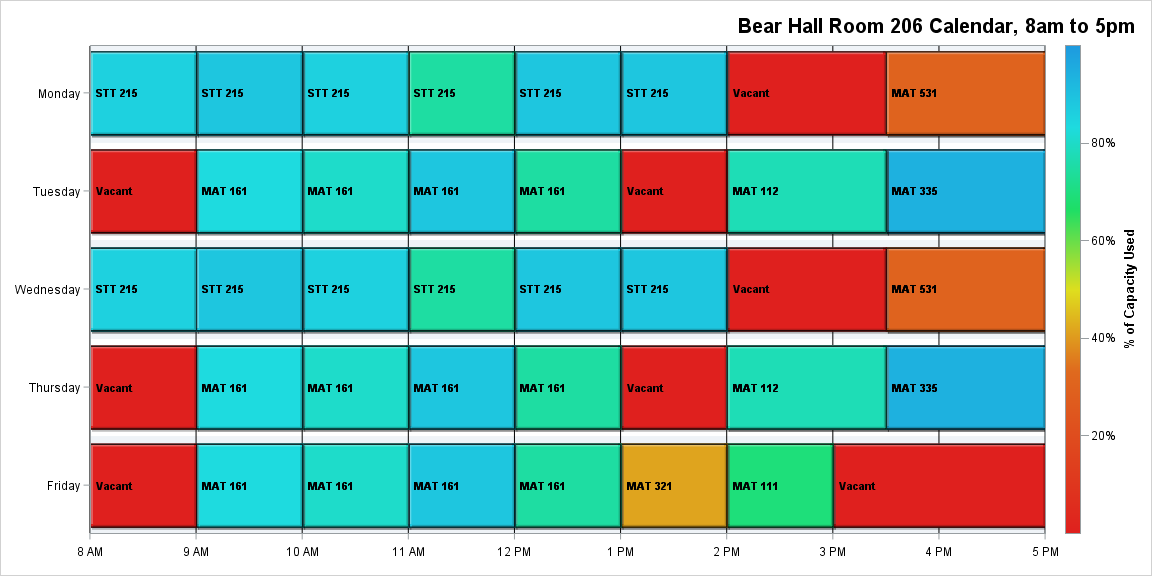 Bear Hall Room 206 Calendar, 8am to 5pm
Monday
STT 215
STT 215
STT 215
STT 215
STT 215
STT 215
Vacant
MAT 531
Tuesday
Vacant
MAT 161
MAT 161
MAT 161
MAT 161
Vacant
MAT 112
MAT 335
Wednesday
STT 215
STT 215
STT 215
STT 215
STT 215
STT 215
Vacant
MAT 531
Thursday
Vacant
MAT 161
MAT 161
MAT 161
MAT 161
Vacant
MAT 112
MAT 335
Friday
Vacant
MAT 161
MAT 161
MAT 161
MAT 161
MAT 321
MAT 111
Vacant
8 AM
9 AM
10 AM
11 AM
12 PM
1 PM
2 PM
3 PM
4 PM
5 PM
80%
60%
40%
20%
% of Capacity Used